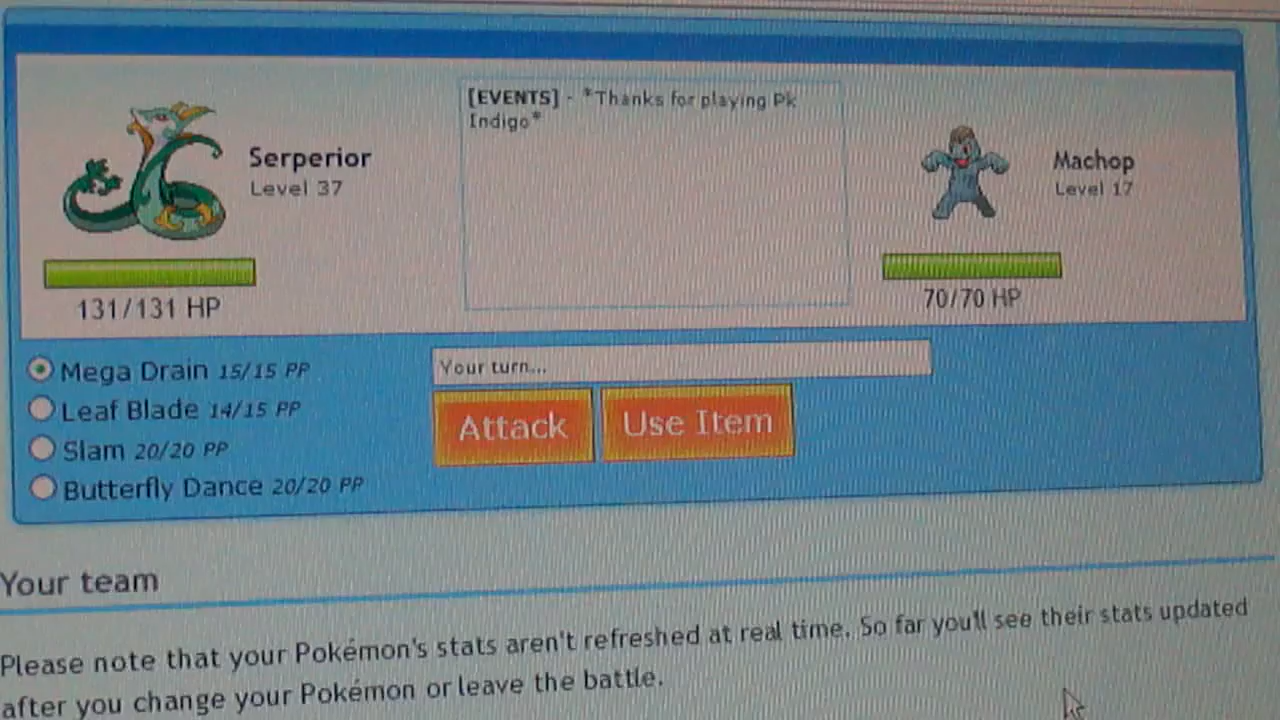 [EVENTS] - *Thanks for playing Pk
Indigo*
Serperior
Level 37
131/131 HP
Machop
Level 17
70/70 HP
Mega Drain 15/15 PP
Leaf Blade 14/15 PP
Slam 20/20 PP
Butterfly Dance 20/20 PP
Your turn...
Attack
Use Item
Your team
Please note that your Pokémon's stats aren't refreshed at real time. So far you'll see their stats updated
after you change your Pokémon or leave the battle.